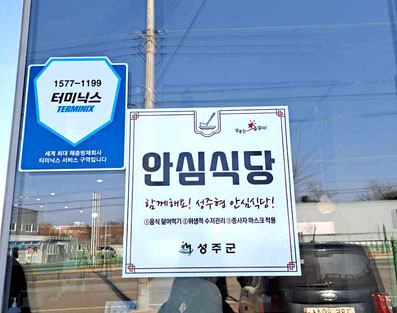 1577-1199
터미닉스
TERMINIX
세계 최대 해충방제회사
터미닉스 서비스 구역입니다
안심식당
함께해요! 성주형 안심식당!
①음식 덜어먹기 ②위생적 수저관리 ③종사자 마스크 착용
성주군